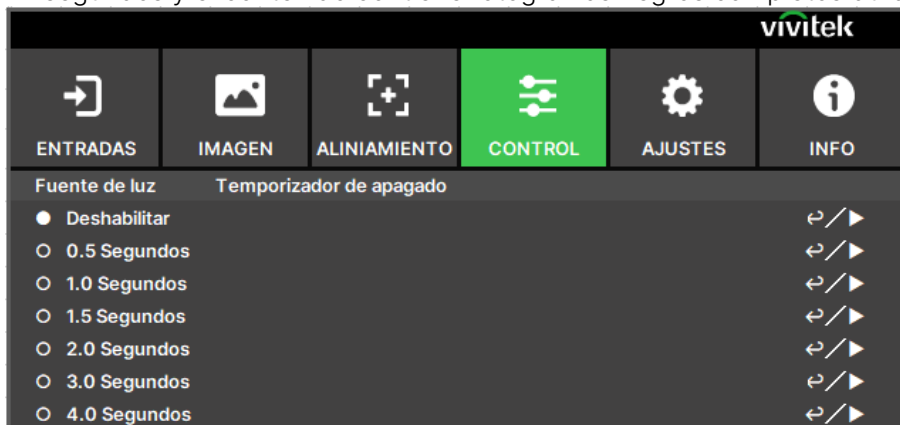 vivitek
ENTRADAS IMAGEN ALINIAMIENTO CONTROL AJUSTES INFO
Fuente de luz Temporizador de apagado
Deshabilitar
0.5 Segundos
1.0 Segundos
1.5 Segundos
2.0 Segundos
3.0 Segundos
4.0 Segundos